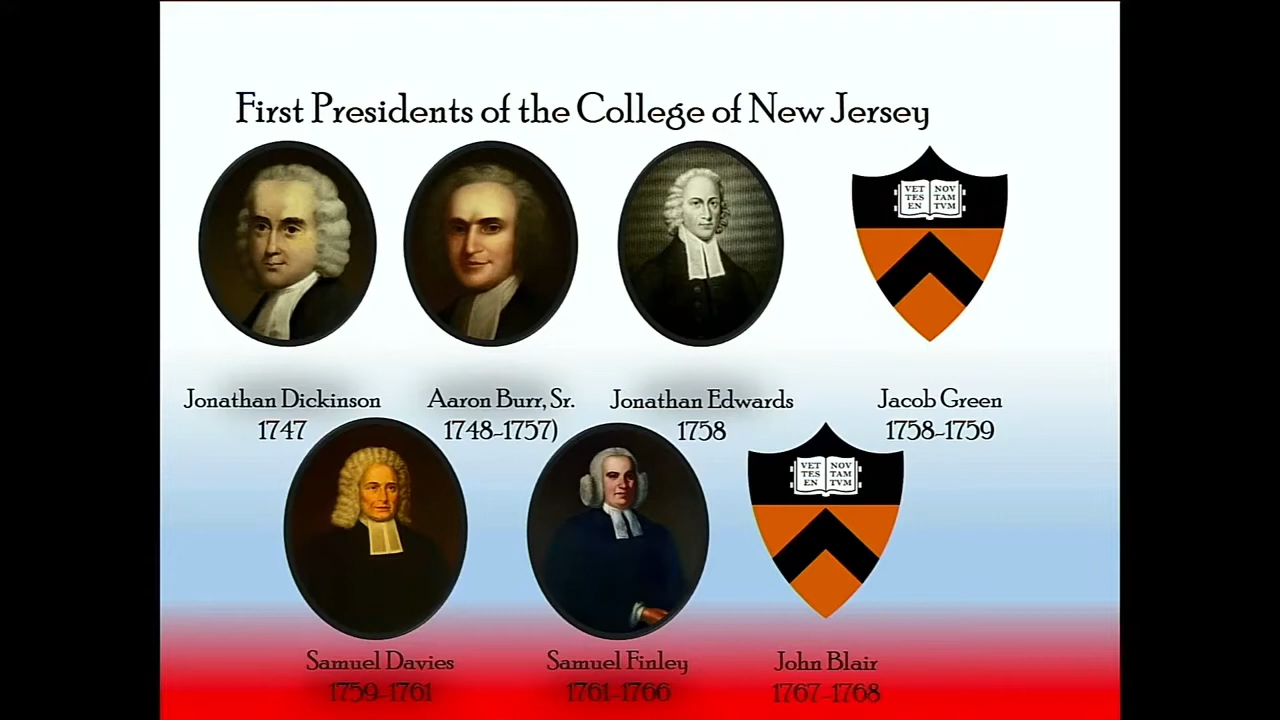 First Presidents of the College of New Jersey
VET NOV
TES TAM
EN TVM
Jonathan Dickinson
1747
Aaron Burr, Sr.
1748-1757)
Jonathan Edwards
1758
Jacob Green
1758-1759
VET NOV
TES TAM
EN TVM
Samuel Davies
1759-1761
Samuel Finley
1761-1766
John Blair
1767-1768